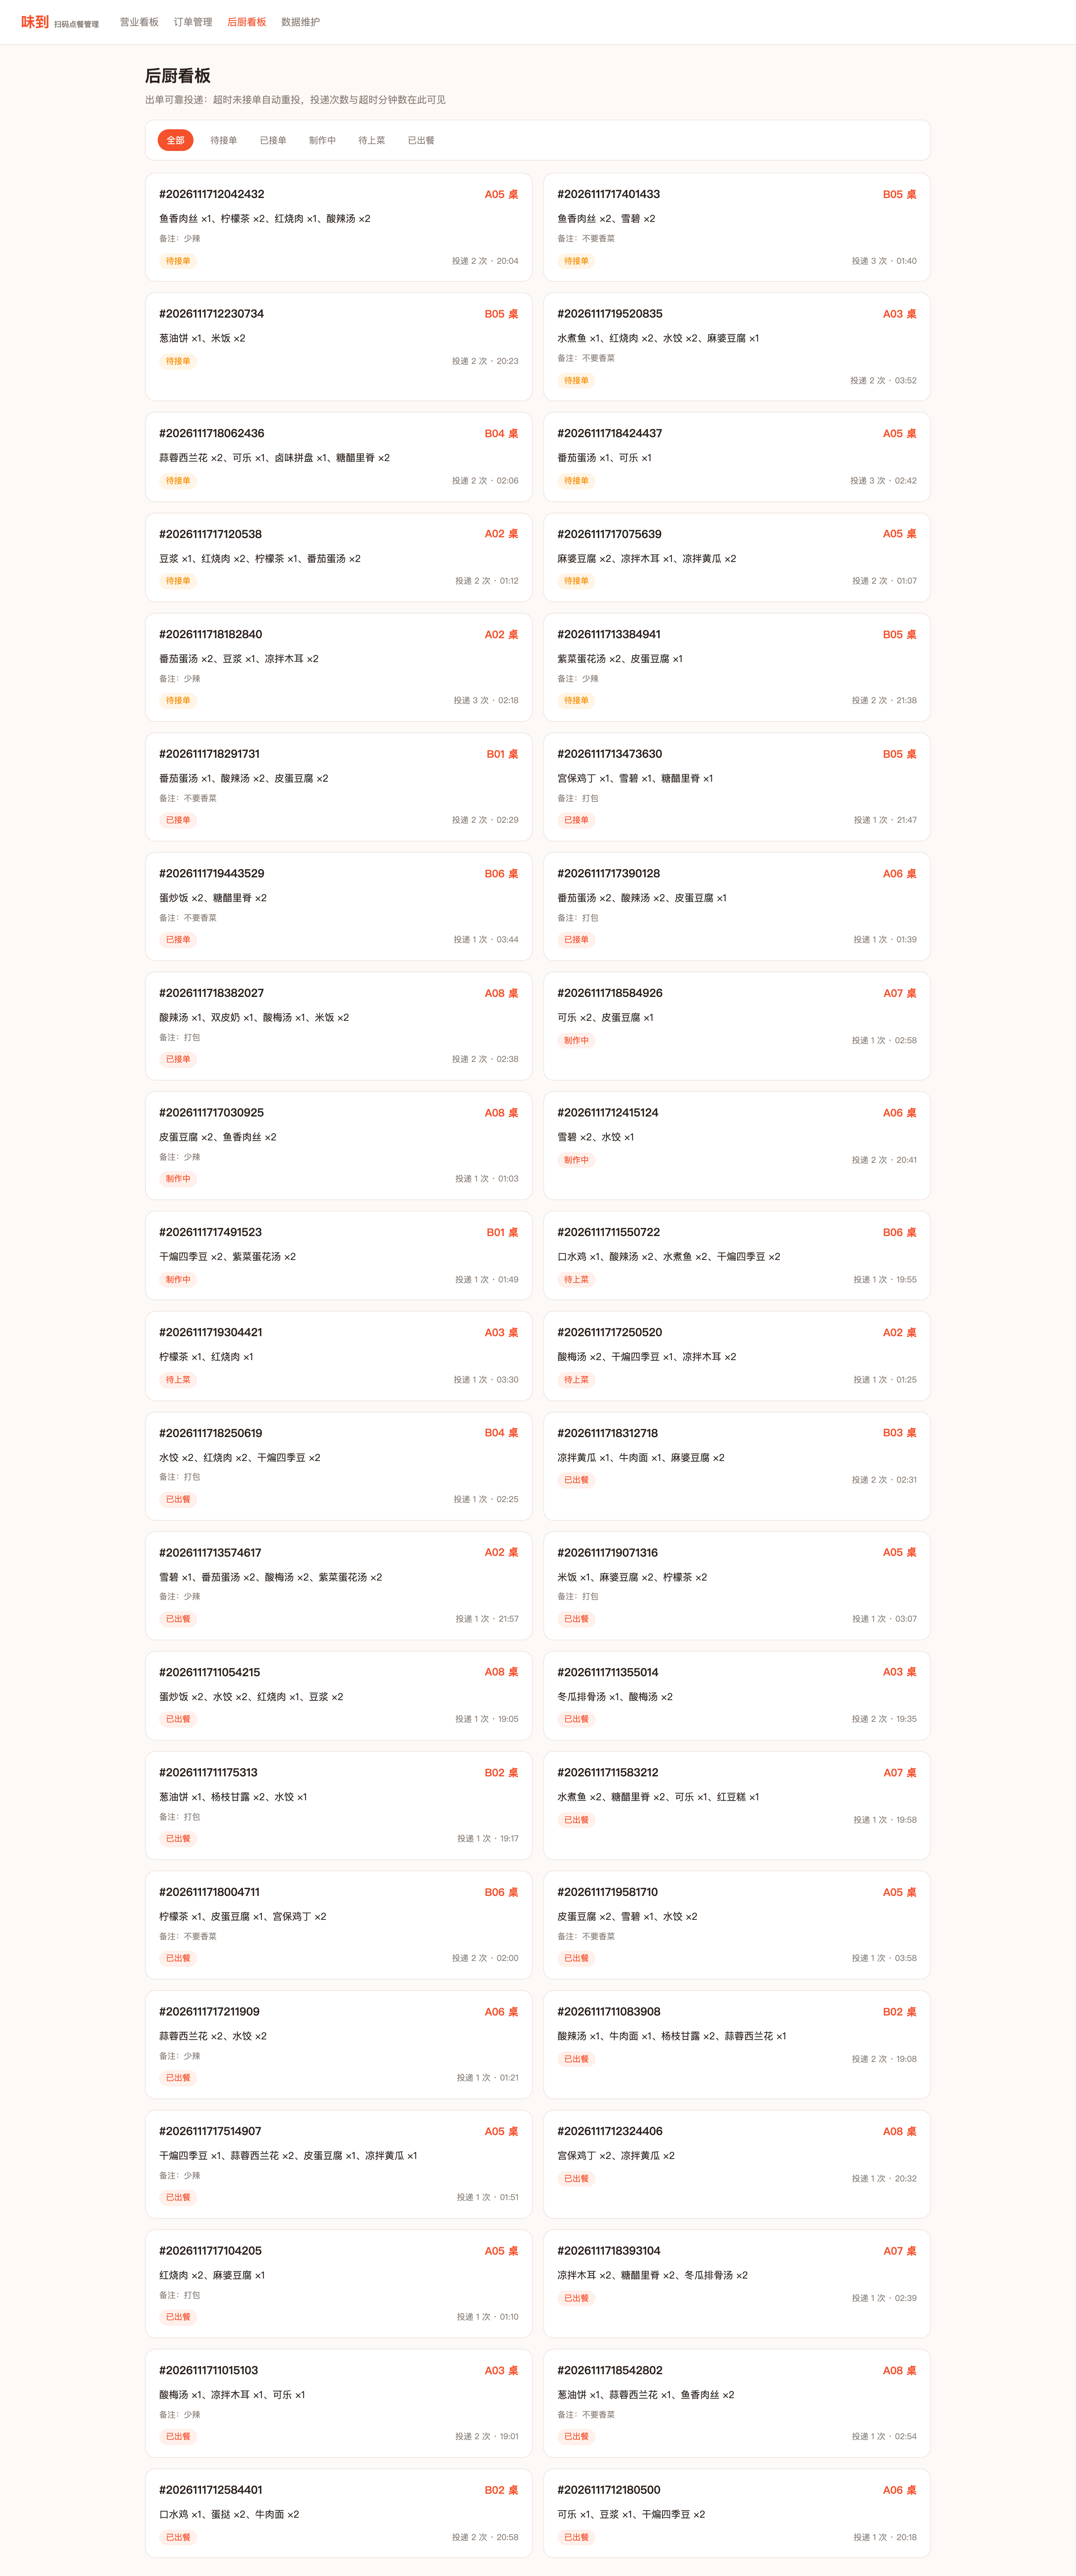 味到 扫码点餐管理 营业看板 订单管理 后厨看板 数据维护
后厨看板
出单可靠投递：超时未接单自动重投，投递次数与超时分钟数在此可见
全部 待接单 已接单 制作中 待上菜 已出餐
#2026111712042432 A05 桌
鱼香肉丝 ×1、柠檬茶 ×2、红烧肉 ×1、酸辣汤 ×2
备注：少辣
待接单 投递 2 次 · 20:04
#2026111717401433 B05 桌
鱼香肉丝 ×2、雪碧 ×2
备注：不要香菜
待接单 投递 3 次 · 01:40
#2026111712230734 B05 桌
葱油饼 ×1、米饭 ×2
待接单 投递 2 次 · 20:23
#2026111719520835 A03 桌
水煮鱼 ×1、红烧肉 ×2、水饺 ×2、麻婆豆腐 ×1
备注：不要香菜
待接单 投递 2 次 · 03:52
#2026111718062436 B04 桌
蒜蓉西兰花 ×2、可乐 ×1、卤味拼盘 ×1、糖醋里脊 ×2
待接单 投递 2 次 · 02:06
#2026111718424437 A05 桌
番茄蛋汤 ×1、可乐 ×1
待接单 投递 3 次 · 02:42
#2026111717120538 A02 桌
豆浆 ×1、红烧肉 ×2、柠檬茶 ×1、番茄蛋汤 ×2
待接单 投递 2 次 · 01:12
#2026111717075639 A05 桌
麻婆豆腐 ×2、凉拌木耳 ×1、凉拌黄瓜 ×2
待接单 投递 2 次 · 01:07
#2026111718182840 A02 桌
番茄蛋汤 ×2、豆浆 ×1、凉拌木耳 ×2
备注：少辣
待接单 投递 3 次 · 02:18
#2026111713384941 B05 桌
紫菜蛋花汤 ×2、皮蛋豆腐 ×1
备注：少辣
待接单 投递 2 次 · 21:38
#2026111718291731 B01 桌
番茄蛋汤 ×1、酸辣汤 ×2、皮蛋豆腐 ×2
备注：不要香菜
已接单 投递 2 次 · 02:29
#2026111713473630 B05 桌
宫保鸡丁 ×1、雪碧 ×1、糖醋里脊 ×1
备注：打包
已接单 投递 1 次 · 21:47
#2026111719443529 B06 桌
蛋炒饭 ×2、糖醋里脊 ×2
备注：不要香菜
已接单 投递 1 次 · 03:44
#2026111717390128 A06 桌
番茄蛋汤 ×2、酸辣汤 ×2、皮蛋豆腐 ×1
备注：打包
已接单 投递 1 次 · 01:39
#2026111718382027 A08 桌
酸辣汤 ×1、双皮奶 ×1、酸梅汤 ×1、米饭 ×2
备注：打包
已接单 投递 2 次 · 02:38
#2026111718584926 A07 桌
可乐 ×2、皮蛋豆腐 ×1
制作中 投递 1 次 · 02:58
#2026111717030925 A08 桌
皮蛋豆腐 ×2、鱼香肉丝 ×2
备注：少辣
制作中 投递 1 次 · 01:03
#2026111712415124 A06 桌
雪碧 ×2、水饺 ×1
制作中 投递 2 次 · 20:41
#2026111717491523 B01 桌
干煸四季豆 ×2、紫菜蛋花汤 ×2
制作中 投递 1 次 · 01:49
#2026111711550722 B06 桌
口水鸡 ×1、酸辣汤 ×2、水煮鱼 ×2、干煸四季豆 ×2
待上菜 投递 1 次 · 19:55
#2026111719304421 A03 桌
柠檬茶 ×1、红烧肉 ×1
待上菜 投递 1 次 · 03:30
#2026111717250520 A02 桌
酸梅汤 ×2、干煸四季豆 ×1、凉拌木耳 ×2
待上菜 投递 1 次 · 01:25
#2026111718250619 B04 桌
水饺 ×2、红烧肉 ×2、干煸四季豆 ×2
备注：打包
已出餐 投递 1 次 · 02:25
#2026111718312718 B03 桌
凉拌黄瓜 ×1、牛肉面 ×1、麻婆豆腐 ×2
已出餐 投递 2 次 · 02:31
#2026111713574617 A02 桌
雪碧 ×1、番茄蛋汤 ×2、酸梅汤 ×2、紫菜蛋花汤 ×2
备注：少辣
已出餐 投递 1 次 · 21:57
#2026111719071316 A05 桌
米饭 ×1、麻婆豆腐 ×2、柠檬茶 ×2
备注：打包
已出餐 投递 1 次 · 03:07
#2026111711054215 A08 桌
蛋炒饭 ×2、水饺 ×2、红烧肉 ×1、豆浆 ×2
已出餐 投递 1 次 · 19:05
#2026111711355014 A03 桌
冬瓜排骨汤 ×1、酸梅汤 ×2
已出餐 投递 2 次 · 19:35
#2026111711175313 B02 桌
葱油饼 ×1、杨枝甘露 ×2、水饺 ×1
备注：打包
已出餐 投递 1 次 · 19:17
#2026111711583212 A07 桌
水煮鱼 ×2、糖醋里脊 ×2、可乐 ×1、红豆糕 ×1
已出餐 投递 1 次 · 19:58
#2026111718004711 B06 桌
柠檬茶 ×1、皮蛋豆腐 ×1、宫保鸡丁 ×2
备注：不要香菜
已出餐 投递 2 次 · 02:00
#2026111719581710 A05 桌
皮蛋豆腐 ×2、雪碧 ×1、水饺 ×2
备注：不要香菜
已出餐 投递 1 次 · 03:58
#2026111717211909 A06 桌
蒜蓉西兰花 ×2、水饺 ×2
备注：少辣
已出餐 投递 1 次 · 01:21
#2026111711083908 B02 桌
酸辣汤 ×1、牛肉面 ×1、杨枝甘露 ×2、蒜蓉西兰花 ×1
已出餐 投递 2 次 · 19:08
#2026111717514907 A05 桌
干煸四季豆 ×1、蒜蓉西兰花 ×2、皮蛋豆腐 ×1、凉拌黄瓜 ×1
备注：少辣
已出餐 投递 1 次 · 01:51
#2026111712324406 A08 桌
宫保鸡丁 ×2、凉拌黄瓜 ×2
已出餐 投递 1 次 · 20:32
#2026111717104205 A05 桌
红烧肉 ×2、麻婆豆腐 ×1
备注：打包
已出餐 投递 1 次 · 01:10
#2026111718393104 A07 桌
凉拌木耳 ×2、糖醋里脊 ×2、冬瓜排骨汤 ×2
已出餐 投递 1 次 · 02:39
#2026111711015103 A03 桌
酸梅汤 ×1、凉拌木耳 ×1、可乐 ×1
备注：少辣
已出餐 投递 2 次 · 19:01
#2026111718542802 A08 桌
葱油饼 ×1、蒜蓉西兰花 ×1、鱼香肉丝 ×2
备注：不要香菜
已出餐 投递 1 次 · 02:54
#2026111712584401 B02 桌
口水鸡 ×1、蛋挞 ×2、牛肉面 ×2
已出餐 投递 2 次 · 20:58
#2026111712180500 A06 桌
可乐 ×1、豆浆 ×1、干煸四季豆 ×2
已出餐 投递 1 次 · 20:18